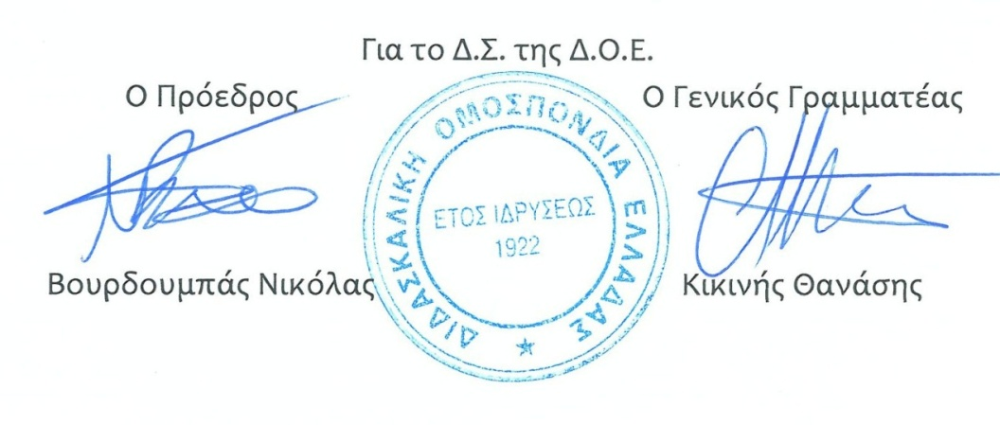 Για το Δ.Σ. της Δ.Ο.Ε.
Ο Πρόεδρος
Ο Γενικός Γραμματέας
ΔΙΔΑΣΚΑΛΙΚΗ ΟΜΟΣΠΟΝΔΙΑ ΕΛΛΑΔΑΣ
ΕΤΟΣ ΙΔΡΥΣΕΩΣ
1922
Βουρδουμπάς Νικόλας
Κικινής Θανάσης